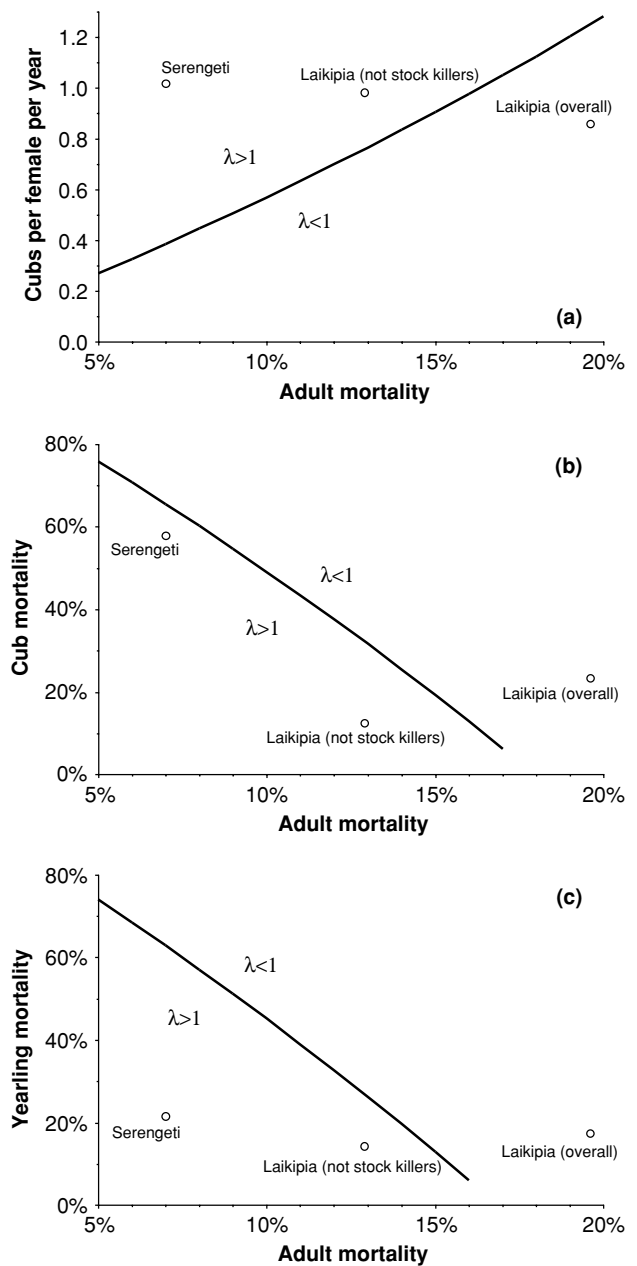 1.2
1.0
0.8
0.6
0.4
0.2
0.0
Cubs per female per year
Serengeti
Laikipia (not stock killers)
Laikipia (overall)
λ>1
λ<1
(a)
5% 10% 15% 20%
Adult mortality
80%
60%
40%
20%
0%
Cub mortality
(b)
Serengeti
λ<1
λ>1
Laikipia (overall)
Laikipia (not stock killers)
5% 10% 15% 20%
Adult mortality
80%
60%
40%
20%
0%
Yearling mortality
(c)
λ<1
λ>1
Serengeti
Laikipia (not stock killers)
Laikipia (overall)
5% 10% 15% 20%
Adult mortality